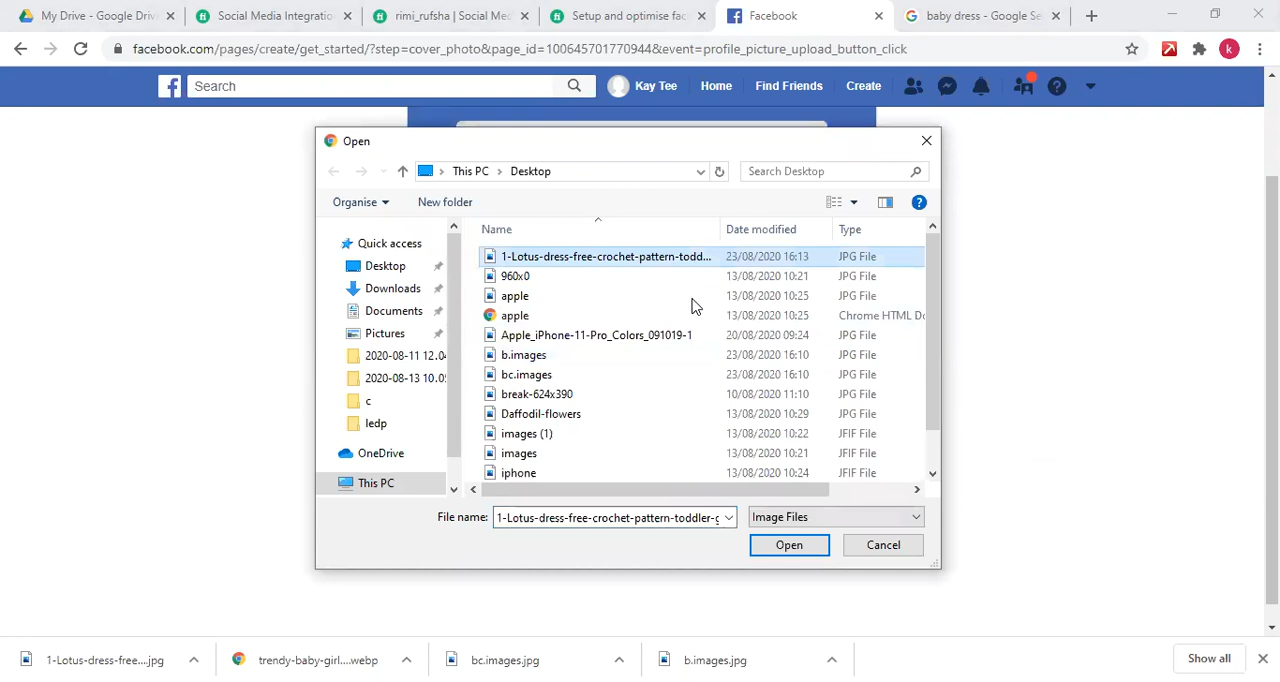 My Drive - Google Driv
Social Media Integratio
rimi_rufsha | Social Med
Setup and optimise fac
Facebook
baby dress - Google Se
facebook.com/pages/create/get_started/?step=cover_photo&page_id=100645701770944&event=profile_picture_upload_button_click
k
Search
Kay Tee
Home
Find Friends
Create
Open
This PC > Desktop
Search Desktop
Organise
New folder
Name
Date modified
Type
Quick access
Desktop
Downloads
Documents
Pictures
2020-08-11 12.04
2020-08-13 10.05
c
ledp
OneDrive
This PC
1-Lotus-dress-free-crochet-pattern-todd... 23/08/2020 16:13 JPG File
960x0 13/08/2020 10:21 JPG File
apple 13/08/2020 10:25 JPG File
apple 13/08/2020 10:25 Chrome HTML Do
Apple_iPhone-11-Pro_Colors_091019-1 20/08/2020 09:24 JPG File
b.images 23/08/2020 16:10 JPG File
bc.images 23/08/2020 16:10 JPG File
break-624x390 10/08/2020 11:10 JPG File
Daffodil-flowers 13/08/2020 10:29 JPG File
images (1) 13/08/2020 10:22 JFIF File
images 13/08/2020 10:21 JFIF File
iphone 13/08/2020 10:24 JPG File
File name: 1-Lotus-dress-free-crochet-pattern-toddler-g
Image Files
Open
Cancel
1-Lotus-dress-free....jpg
trendy-baby-girl....webp
bc.images.jpg
b.images.jpg
Show all